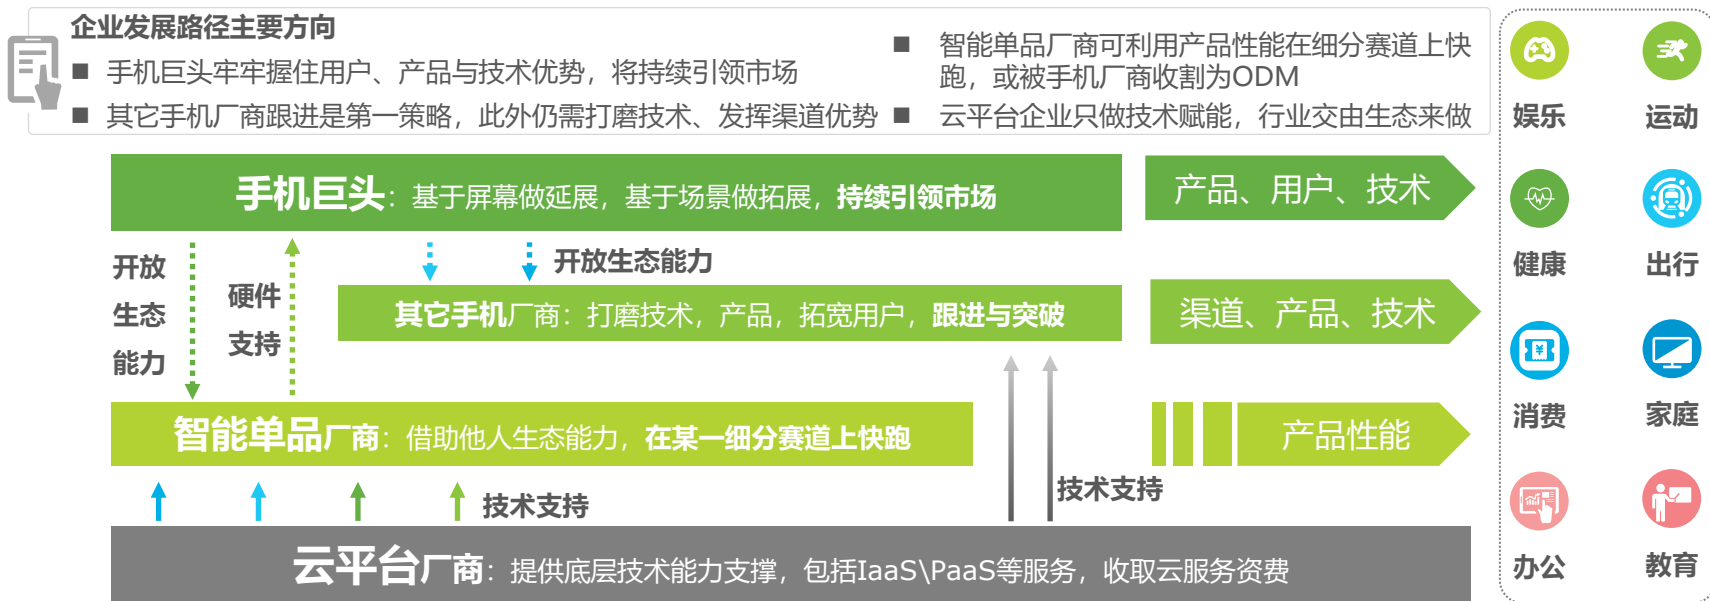 企业发展路径主要方向
■ 手机巨头牢牢握住用户、产品与技术优势，将持续引领市场
■ 其它手机厂商跟进是第一策略，此外仍需打磨技术、发挥渠道优势
■ 智能单品厂商可利用产品性能在细分赛道上快
跑，或被手机厂商收割为ODM
■ 云平台企业只做技术赋能，行业交由生态来做
手机巨头：基于屏幕做延展，基于场景做拓展，持续引领市场
产品、用户、技术
开放
生态
能力
硬件
支持
开放生态能力
其它手机厂商：打磨技术，产品，拓宽用户，跟进与突破
渠道、产品、技术
智能单品厂商：借助他人生态能力，在某一细分赛道上快跑
产品性能
技术支持
技术支持
云平台厂商：提供底层技术能力支撑，包括IaaS\PaaS等服务，收取云服务资费
娱乐
运动
健康
出行
¥
消费
家庭
办公
教育